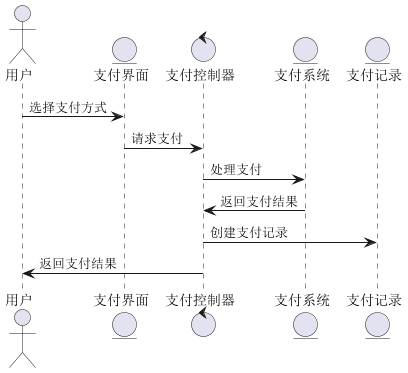 用户 支付界面 支付控制器 支付系统 支付记录
选择支付方式
请求支付
处理支付
返回支付结果
创建支付记录
返回支付结果
用户 支付界面 支付控制器 支付系统 支付记录